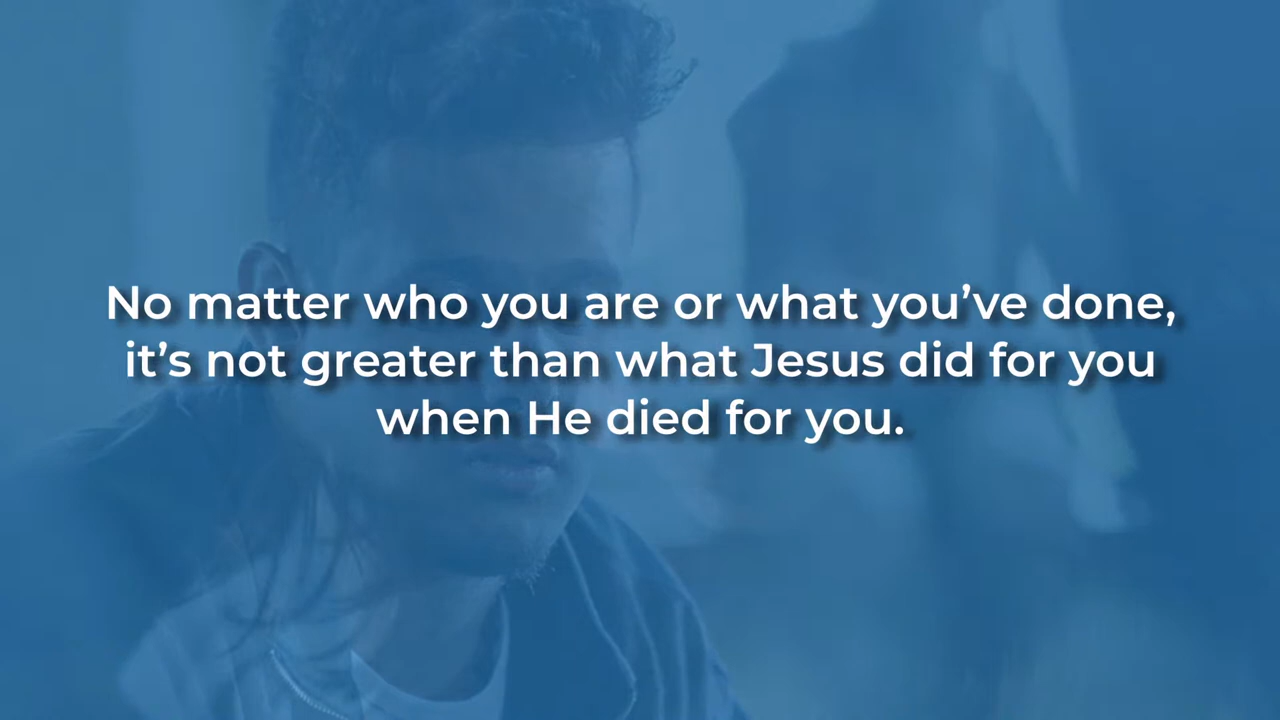 No matter who you are or what you’ve done,
it’s not greater than what Jesus did for you
when He died for you.